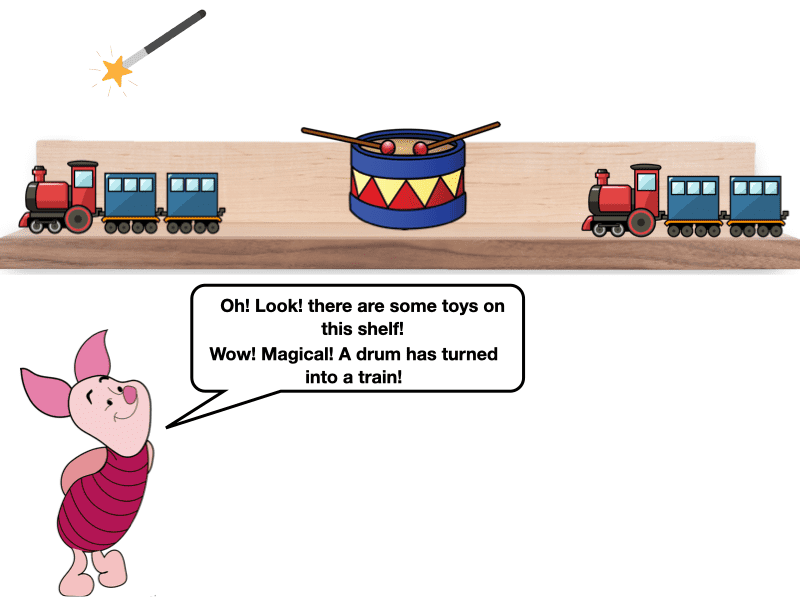 Oh! Look! there are some toys on
this shelf!
Wow! Magical! A drum has turned
into a train!